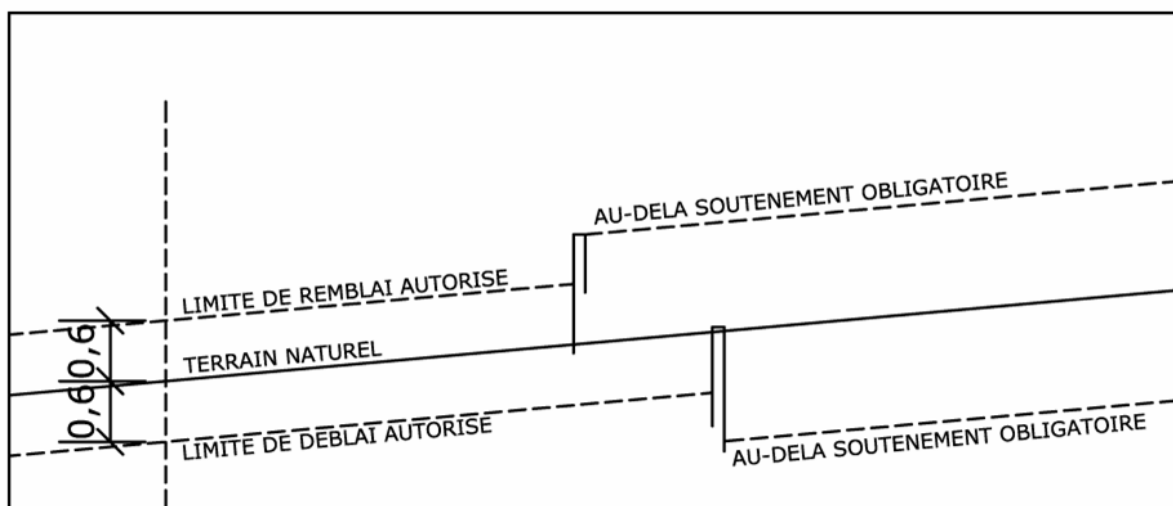 AU-DELA SOUTENEMENT OBLIGATOIRE
LIMITE DE REMBLAI AUTORISE
0,6
TERRAIN NATUREL
0,6
LIMITE DE DEBLAI AUTORISE
AU-DELA SOUTENEMENT OBLIGATOIRE